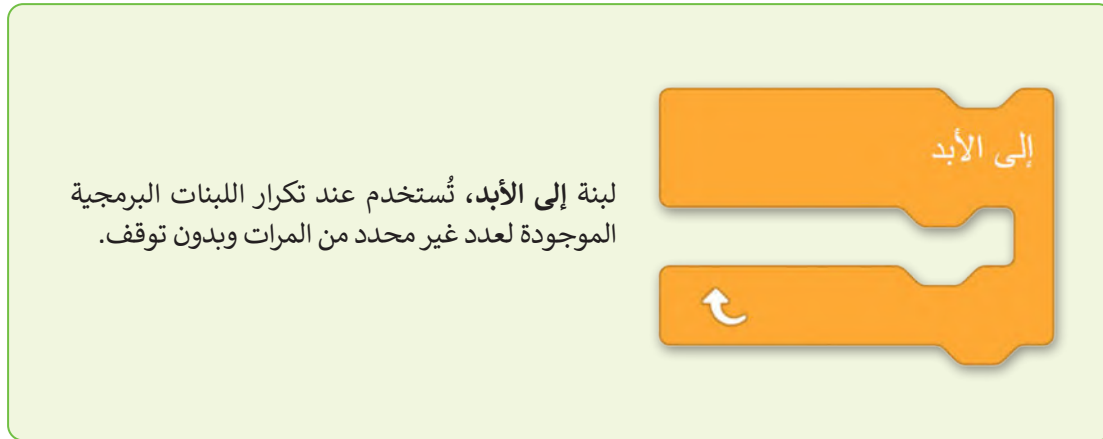 إلى الأبد
لبنة إلى الأبد، تُستخدم عند تكرار اللبنات البرمجية
الموجودة لعدد غير محدد من المرات وبدون توقف.